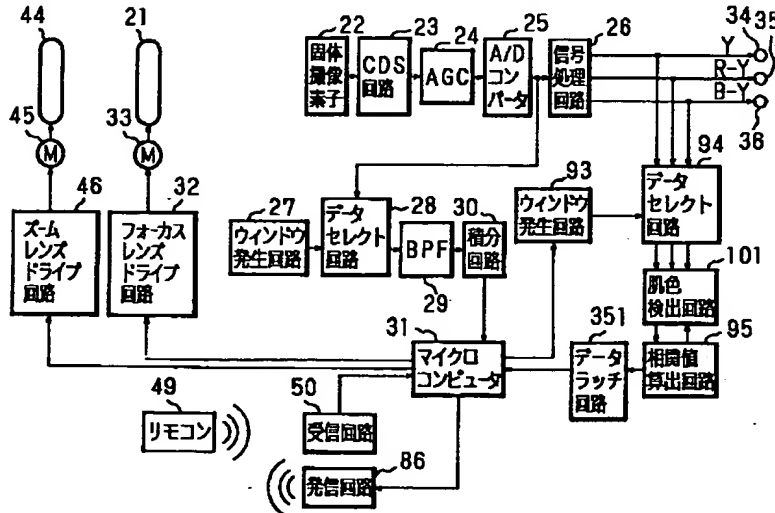 44
21
22
固体
撮像
素子
23
CDS
回路
24
AGC
25
A/D
コン
バータ
26
信号
処理
回路
Y
R-Y
B-Y
34
35
36
45
M
33
M
46
ズーム
レンズ
ドライブ
回路
32
フォーカス
レンズ
ドライブ
回路
27
ウィンドウ
発生回路
データ
セレクト
回路
28
BPF
29
30
積分
回路
93
ウィンドウ
発生回路
94
データ
セレクト
回路
101
肌色
検出回路
31
マイクロ
コンピュータ
351
データ
ラッチ
回路
95
相関値
算出回路
49
リモコン
50
受信回路
86
発信回路